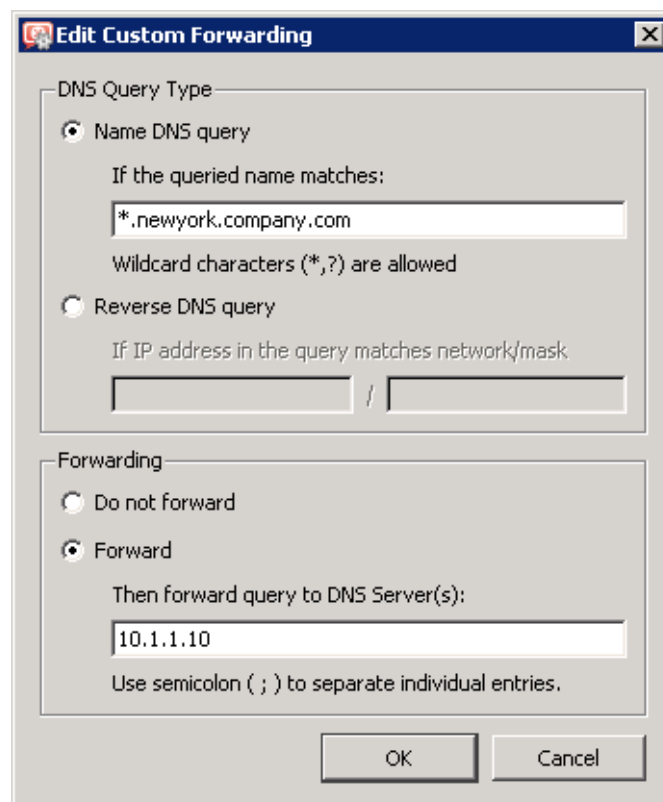 Edit Custom Forwarding
DNS Query Type
Name DNS query
If the queried name matches:
*.newyork.company.com
Wildcard characters (*,?) are allowed
Reverse DNS query
If IP address in the query matches network/mask
/
Forwarding
Do not forward
Forward
Then forward query to DNS Server(s):
10.1.1.10
Use semicolon ( ; ) to separate individual entries.
OK Cancel